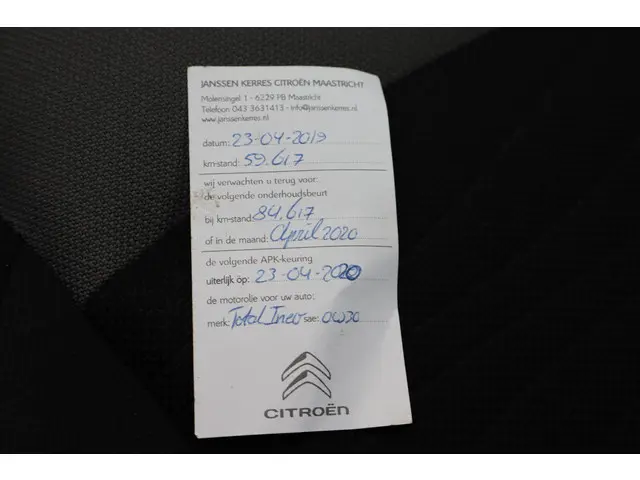 JANSSEN KERRES CITROËN MAASTRICHT
Molensingel 1 - 6229 PB Maastricht
Telefoon: 043 3631413 - info@janssenkerres.nl
www.janssenkerres.nl
datum: 23-04-2019
km-stand: 59.617
wij verwachten u terug voor:
de volgende onderhoudsbeurt
bij km-stand: 84.617
of in de maand: April 2020
de volgende APK-keuring
uiterlijk op: 23-04-2020
de motorolie voor uw auto:
merk: Total Ineo sae: 0W30
CITROËN